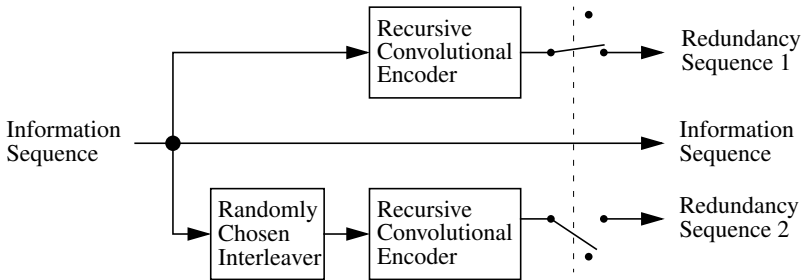 Recursive
Convolutional
Encoder
Redundancy
Sequence 1
Information
Sequence
Information
Sequence
Randomly
Chosen
Interleaver
Recursive
Convolutional
Encoder
Redundancy
Sequence 2